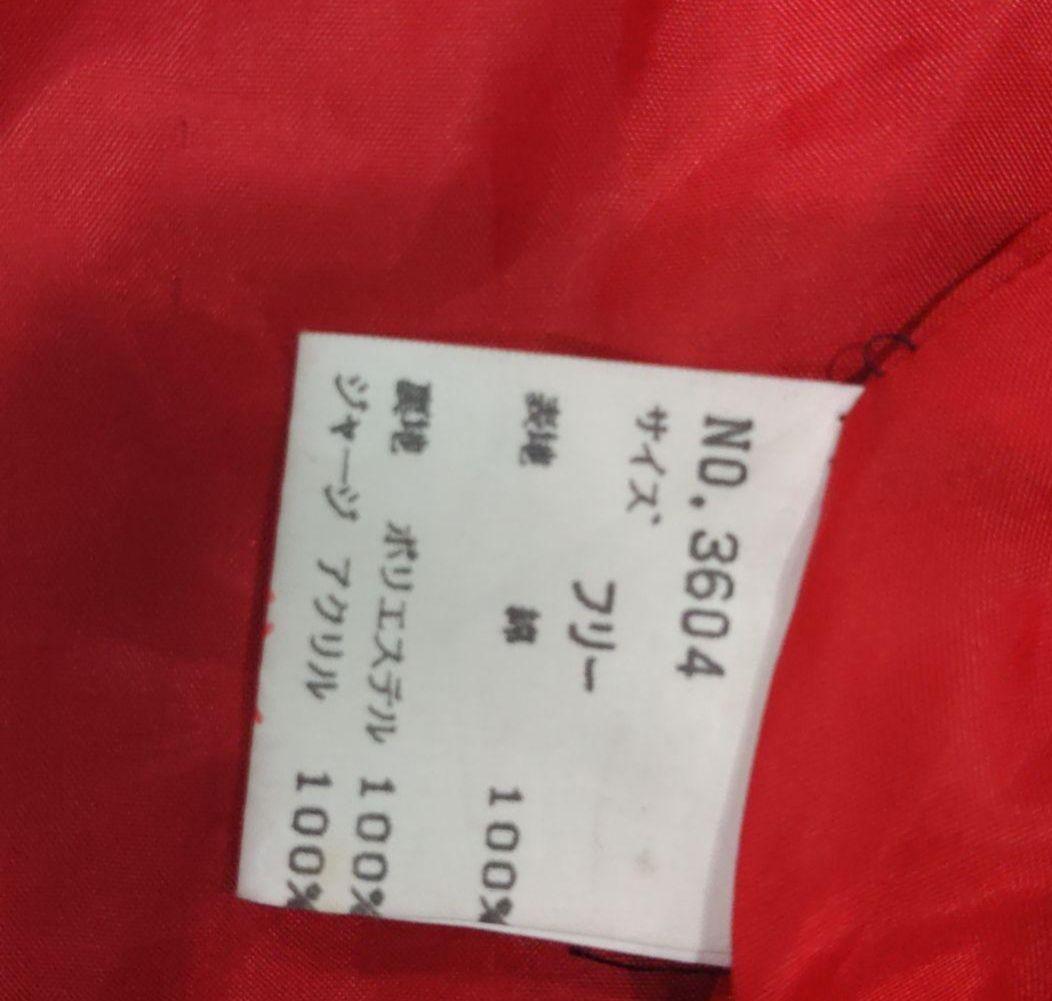 NO.3604
サイズ
フリー
表地 綿 100%
裏地 ポリエステル 100%
ジャージ アクリル 100%